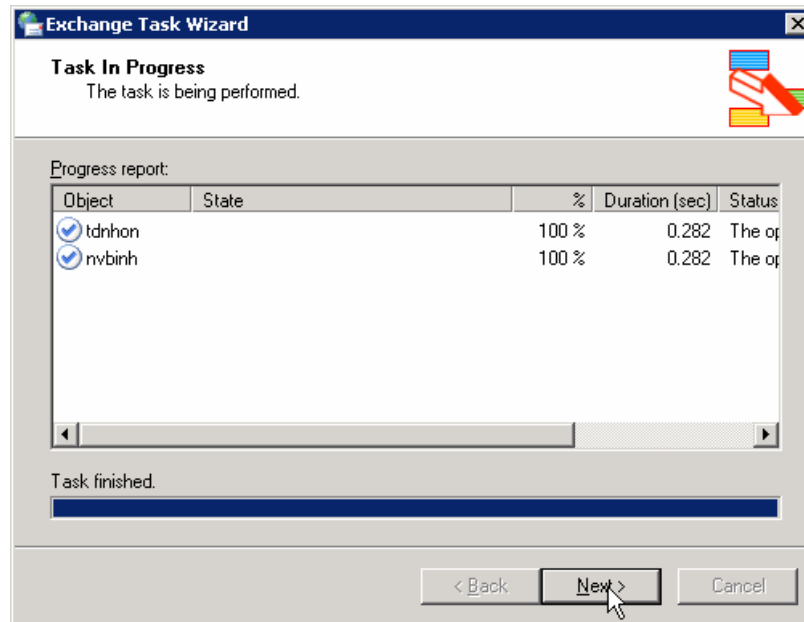 Exchange Task Wizard
Task In Progress
The task is being performed.
Progress report:
Object State % Duration (sec) Status
tdnhon 100 % 0.282 The op
nvbinh 100 % 0.282 The op
Task finished.
< Back Next > Cancel